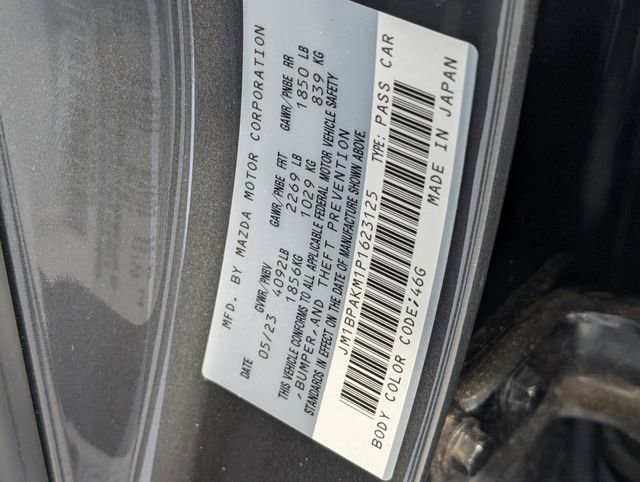 MFD. BY MAZDA MOTOR CORPORATION
DATE GVWR/PNBV GAWR/PNBE FRT GAWR/PNBE RR
05/23 4092LB 2269 LB 1850 LB
1856KG 1029 KG 839 KG
THIS VEHICLE CONFORMS TO ALL APPLICABLE FEDERAL MOTOR VEHICLE SAFETY
,BUMPER,AND THEFT PREVENTION
STANDARDS IN EFFECT ON THE DATE OF MANUFACTURE SHOWN ABOVE.
JM1BPAKM1P1623125 TYPE: PASS CAR
BODY COLOR CODE;46G MADE IN JAPAN